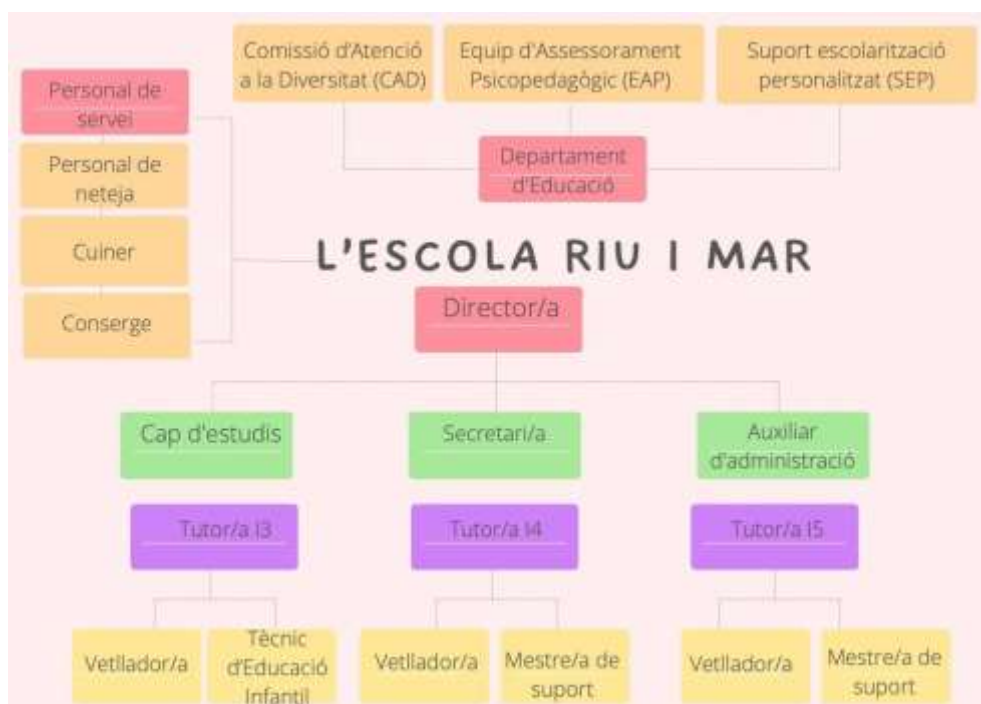 Comissió d'Atenció
a la Diversitat (CAD)
Equip d'Assessorament
Psicopedagògic (EAP)
Suport escolarització
personalitzat (SEP)
Personal de
servei
Personal de
neteja
Cuiner
Conserge
Departament
d'Educació
L'ESCOLA RIU I MAR
Director/a
Cap d'estudis
Secretari/a
Auxiliar
d'administració
Tutor/a I3
Tutor/a I4
Tutor/a I5
Vetllador/a
Tècnic
d'Educació
Infantil
Vetllador/a
Mestre/a de
suport
Vetllador/a
Mestre/a de
suport